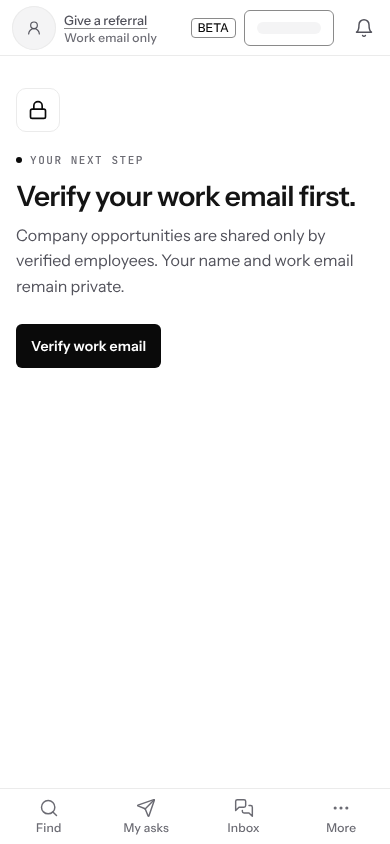 Give a referral
Work email only
BETA
YOUR NEXT STEP
Verify your work email first.
Company opportunities are shared only by
verified employees. Your name and work email
remain private.
Verify work email
Find
My asks
Inbox
More